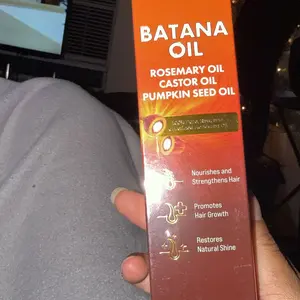 BATANA
OIL
ROSEMARY OIL
CASTOR OIL
PUMPKIN SEED OIL
Nourishes and
Strengthens Hair
Promotes
Hair Growth
Restores
Natural Shine